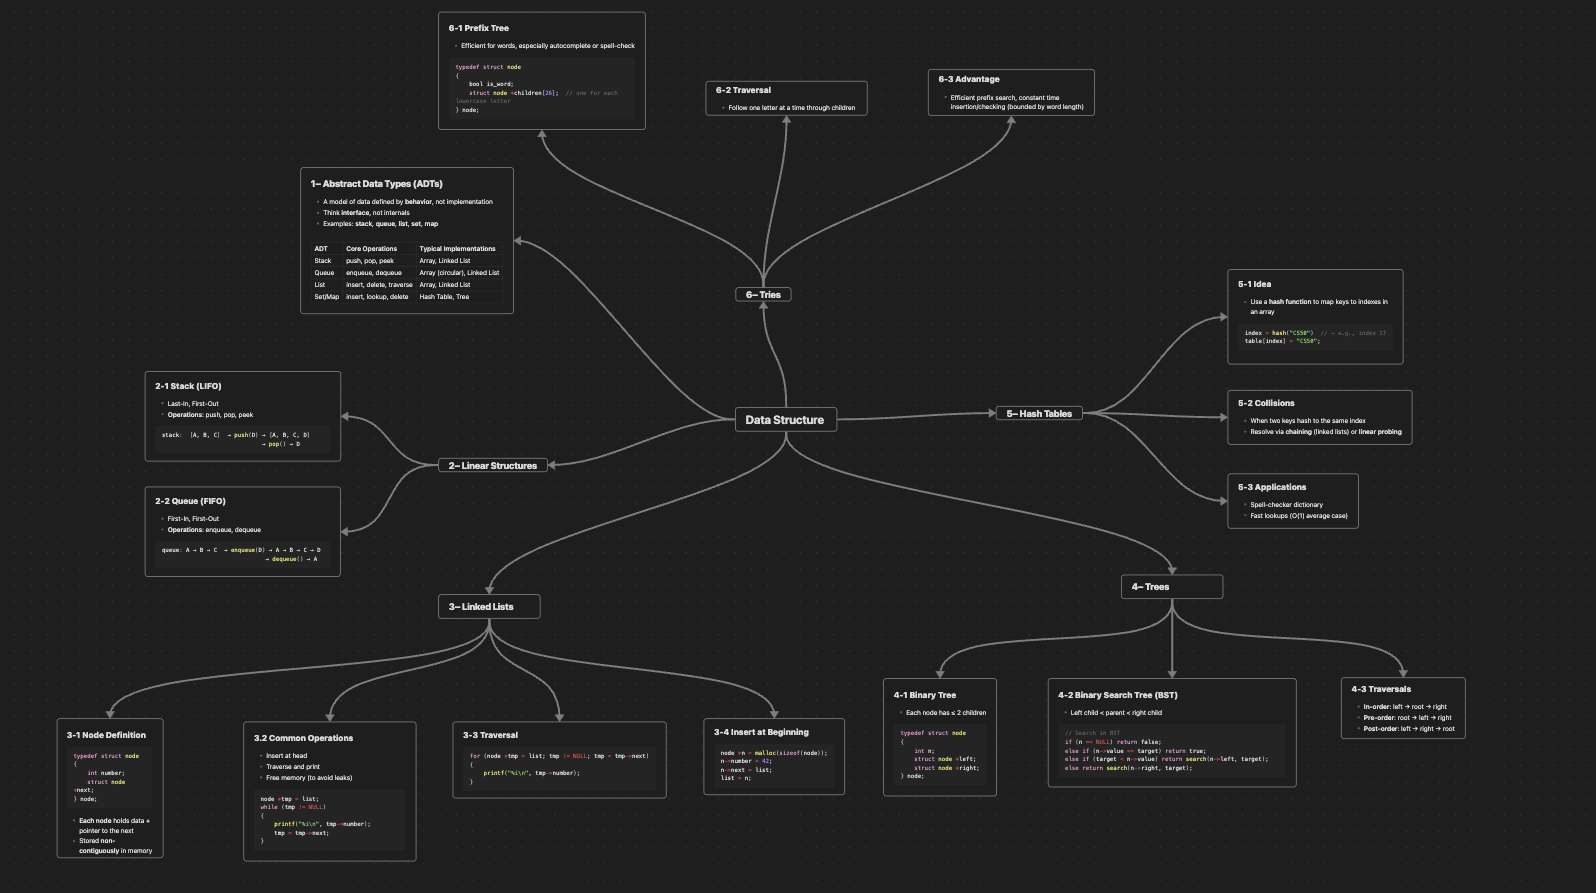 6-1 Prefix Tree
Efficient for words, especially autocomplete or spell-check
typedef struct node
{
bool is_word;
struct node *children[26];  // one for each
lowercase letter
} node;
6-2 Traversal
Follow one letter at a time through children
6-3 Advantage
Efficient prefix search, constant time
insertion/checking (bounded by word length)
1– Abstract Data Types (ADTs)
A model of data defined by behavior, not implementation
Think interface, not internals
Examples: stack, queue, list, set, map
ADT Core Operations Typical Implementations
Stack push, pop, peek Array, Linked List
Queue enqueue, dequeue Array (circular), Linked List
List insert, delete, traverse Array, Linked List
Set/Map insert, lookup, delete Hash Table, Tree
6– Tries
Data Structure
2– Linear Structures
2-1 Stack (LIFO)
Last-In, First-Out
Operations: push, pop, peek
stack:  [A, B, C]  → push(D) → [A, B, C, D]
→ pop() → D
2-2 Queue (FIFO)
First-In, First-Out
Operations: enqueue, dequeue
queue: A → B → C  → enqueue(D) → A → B → C → D
→ dequeue() → A
5– Hash Tables
5-1 Idea
Use a hash function to map keys to indexes in
an array
index = hash("CS50")  // → e.g., index 17
table[index] = "CS50";
5-2 Collisions
When two keys hash to the same index
Resolve via chaining (linked lists) or linear probing
5-3 Applications
Spell-checker dictionary
Fast lookups (O(1) average case)
3– Linked Lists
3-1 Node Definition
typedef struct node
{
int number;
struct node
*next;
} node;
Each node holds data +
pointer to the next
Stored non-
contiguously in memory
3.2 Common Operations
Insert at head
Traverse and print
Free memory (to avoid leaks)
node *tmp = list;
while (tmp != NULL)
{
printf("%i\n", tmp->number);
tmp = tmp->next;
}
3-3 Traversal
for (node *tmp = list; tmp != NULL; tmp = tmp->next)
{
printf("%i\n", tmp->number);
}
3-4 Insert at Beginning
node *n = malloc(sizeof(node));
n->number = 42;
n->next = list;
list = n;
4– Trees
4-1 Binary Tree
Each node has ≤ 2 children
typedef struct node
{
int n;
struct node *left;
struct node *right;
} node;
4-2 Binary Search Tree (BST)
Left child < parent < right child
// Search in BST
if (n == NULL) return false;
else if (n->value == target) return true;
else if (target < n->value) return search(n->left, target);
else return search(n->right, target);
4-3 Traversals
In-order: left → root → right
Pre-order: root → left → right
Post-order: left → right → root